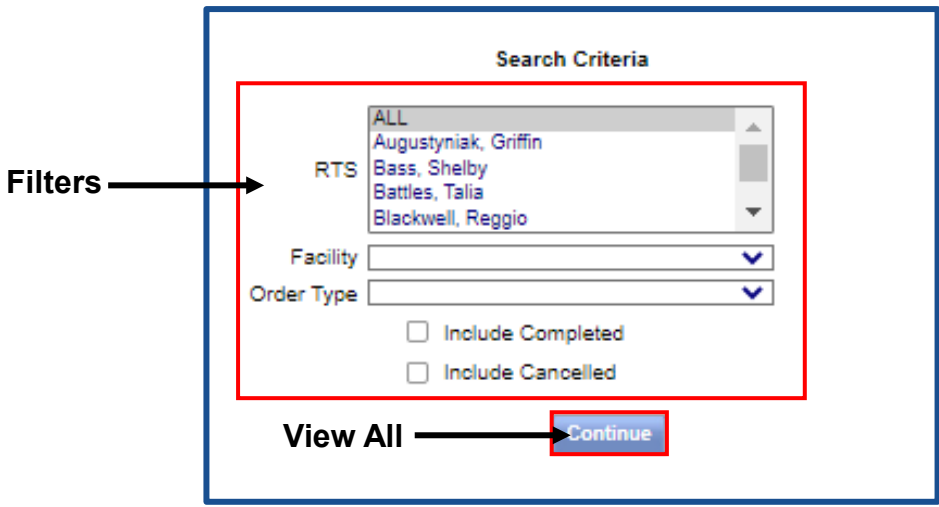 Search Criteria
Filters
RTS
ALL
Augustyniak, Griffin
Bass, Shelby
Battles, Talia
Blackwell, Reggio
Facility
Order Type
Include Completed
Include Cancelled
View All
Continue